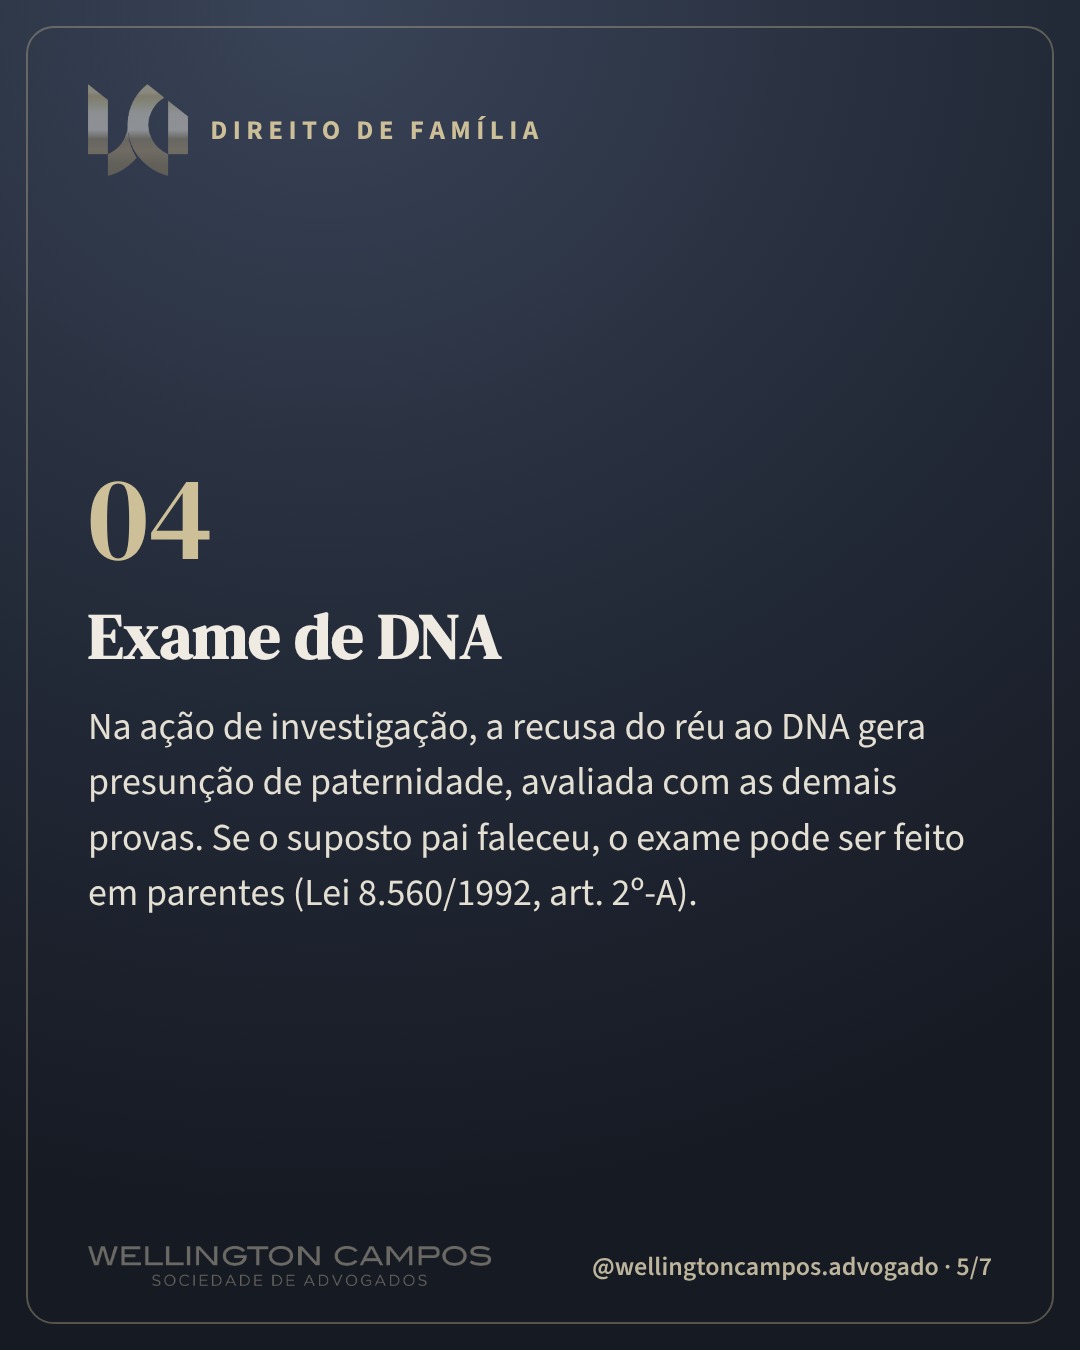 DIREITO DE FAMÍLIA
04
Exame de DNA
Na ação de investigação, a recusa do réu ao DNA gera
presunção de paternidade, avaliada com as demais
provas. Se o suposto pai faleceu, o exame pode ser feito
em parentes (Lei 8.560/1992, art. 2º-A).
WELLINGTON CAMPOS
SOCIEDADE DE ADVOGADOS
@wellingtoncampos.advogado · 5/7